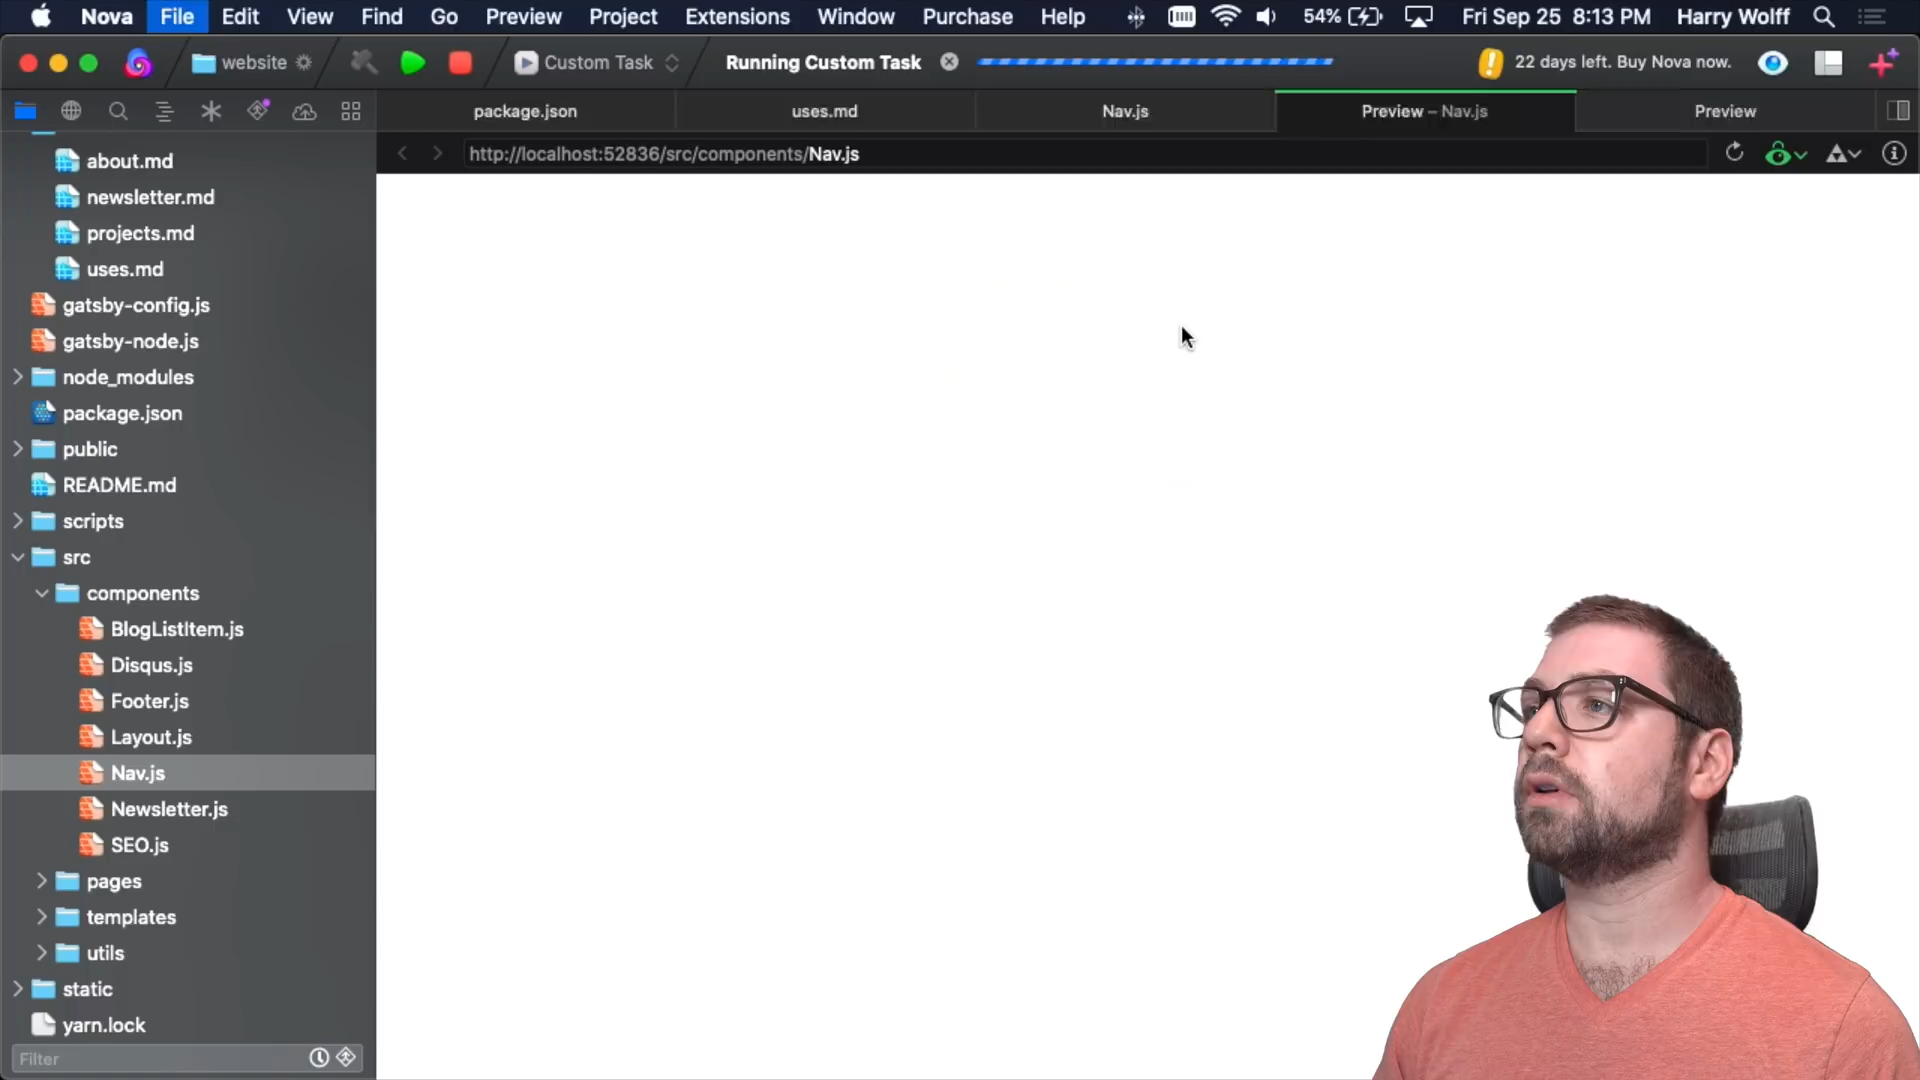 Nova File Edit View Find Go Preview Project Extensions Window Purchase Help 54% Fri Sep 25 8:13 PM Harry Wolff
website Custom Task Running Custom Task 22 days left. Buy Nova now.
package.json uses.md Nav.js Preview – Nav.js Preview
http://localhost:52836/src/components/Nav.js
about.md
newsletter.md
projects.md
uses.md
gatsby-config.js
gatsby-node.js
node_modules
package.json
public
README.md
scripts
src
components
BlogListItem.js
Disqus.js
Footer.js
Layout.js
Nav.js
Newsletter.js
SEO.js
pages
templates
utils
static
yarn.lock
Filter